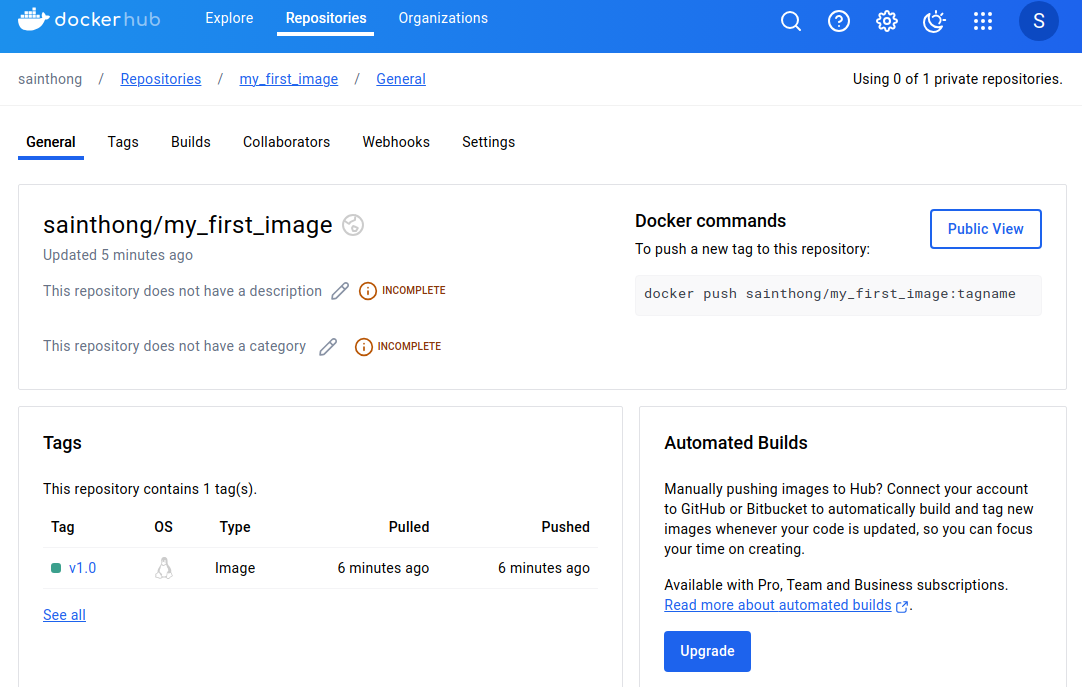 dockerhub
Explore Repositories Organizations
S
sainthong / Repositories / my_first_image / General
Using 0 of 1 private repositories.
General Tags Builds Collaborators Webhooks Settings
sainthong/my_first_image
Updated 5 minutes ago
This repository does not have a description INCOMPLETE
This repository does not have a category INCOMPLETE
Docker commands
Public View
To push a new tag to this repository:
docker push sainthong/my_first_image:tagname
Tags
This repository contains 1 tag(s).
Tag OS Type Pulled Pushed
v1.0 Image 6 minutes ago 6 minutes ago
See all
Automated Builds
Manually pushing images to Hub? Connect your account
to GitHub or Bitbucket to automatically build and tag new
images whenever your code is updated, so you can focus
your time on creating.
Available with Pro, Team and Business subscriptions.
Read more about automated builds .
Upgrade